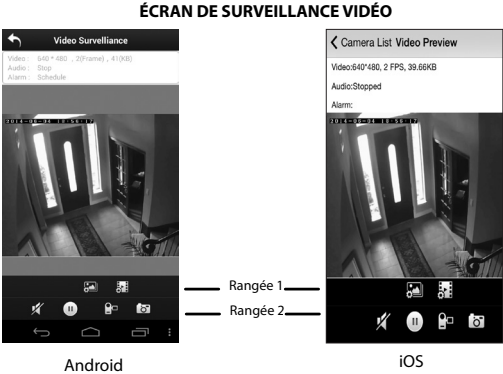 ÉCRAN DE SURVEILLANCE VIDÉO
Video Survelliance
Video : 640 * 480 , 2(Frame) , 41(KB)
Audio : Stop
Alarm : Schedule
Camera List Video Preview
Video:640*480, 2 FPS, 39.66KB
Audio:Stopped
Alarm:
Rangée 1
Rangée 2
Android
iOS